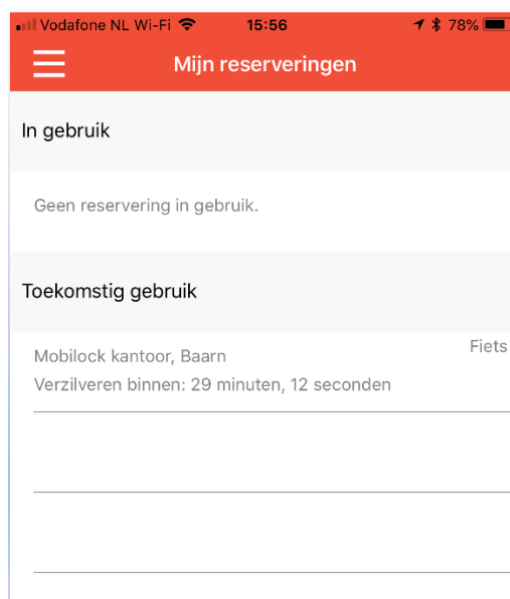 Vodafone NL Wi-Fi 15:56 78%
Mijn reserveringen
In gebruik
Geen reservering in gebruik.
Toekomstig gebruik
Mobilock kantoor, Baarn Fiets
Verzilveren binnen: 29 minuten, 12 seconden